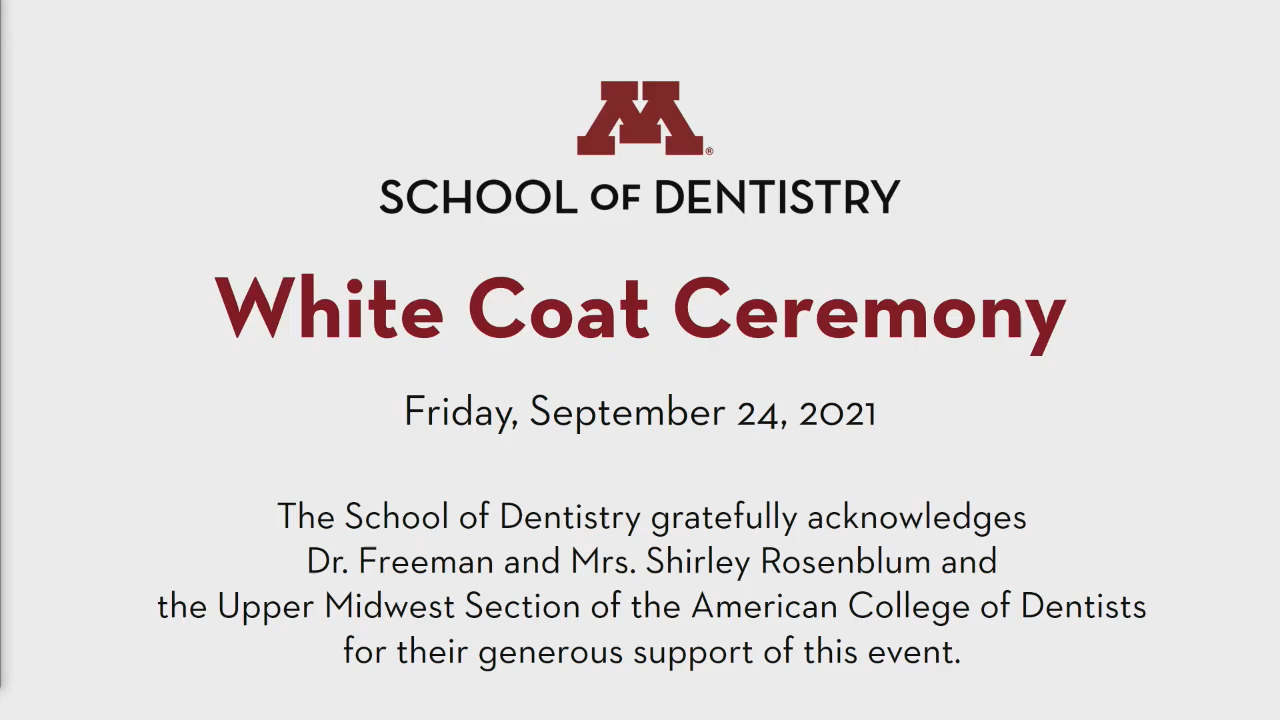 M®
SCHOOL OF DENTISTRY
White Coat Ceremony
Friday, September 24, 2021
The School of Dentistry gratefully acknowledges
Dr. Freeman and Mrs. Shirley Rosenblum and
the Upper Midwest Section of the American College of Dentists
for their generous support of this event.